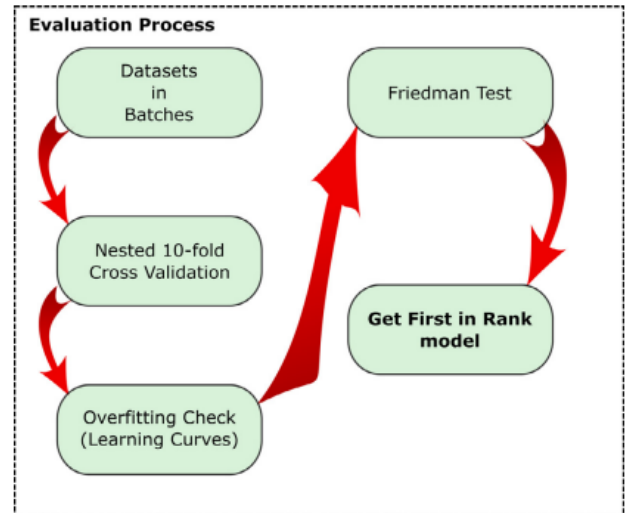 Evaluation Process
Datasets
in
Batches
Nested 10-fold
Cross Validation
Overfitting Check
(Learning Curves)
Friedman Test
Get First in Rank
model